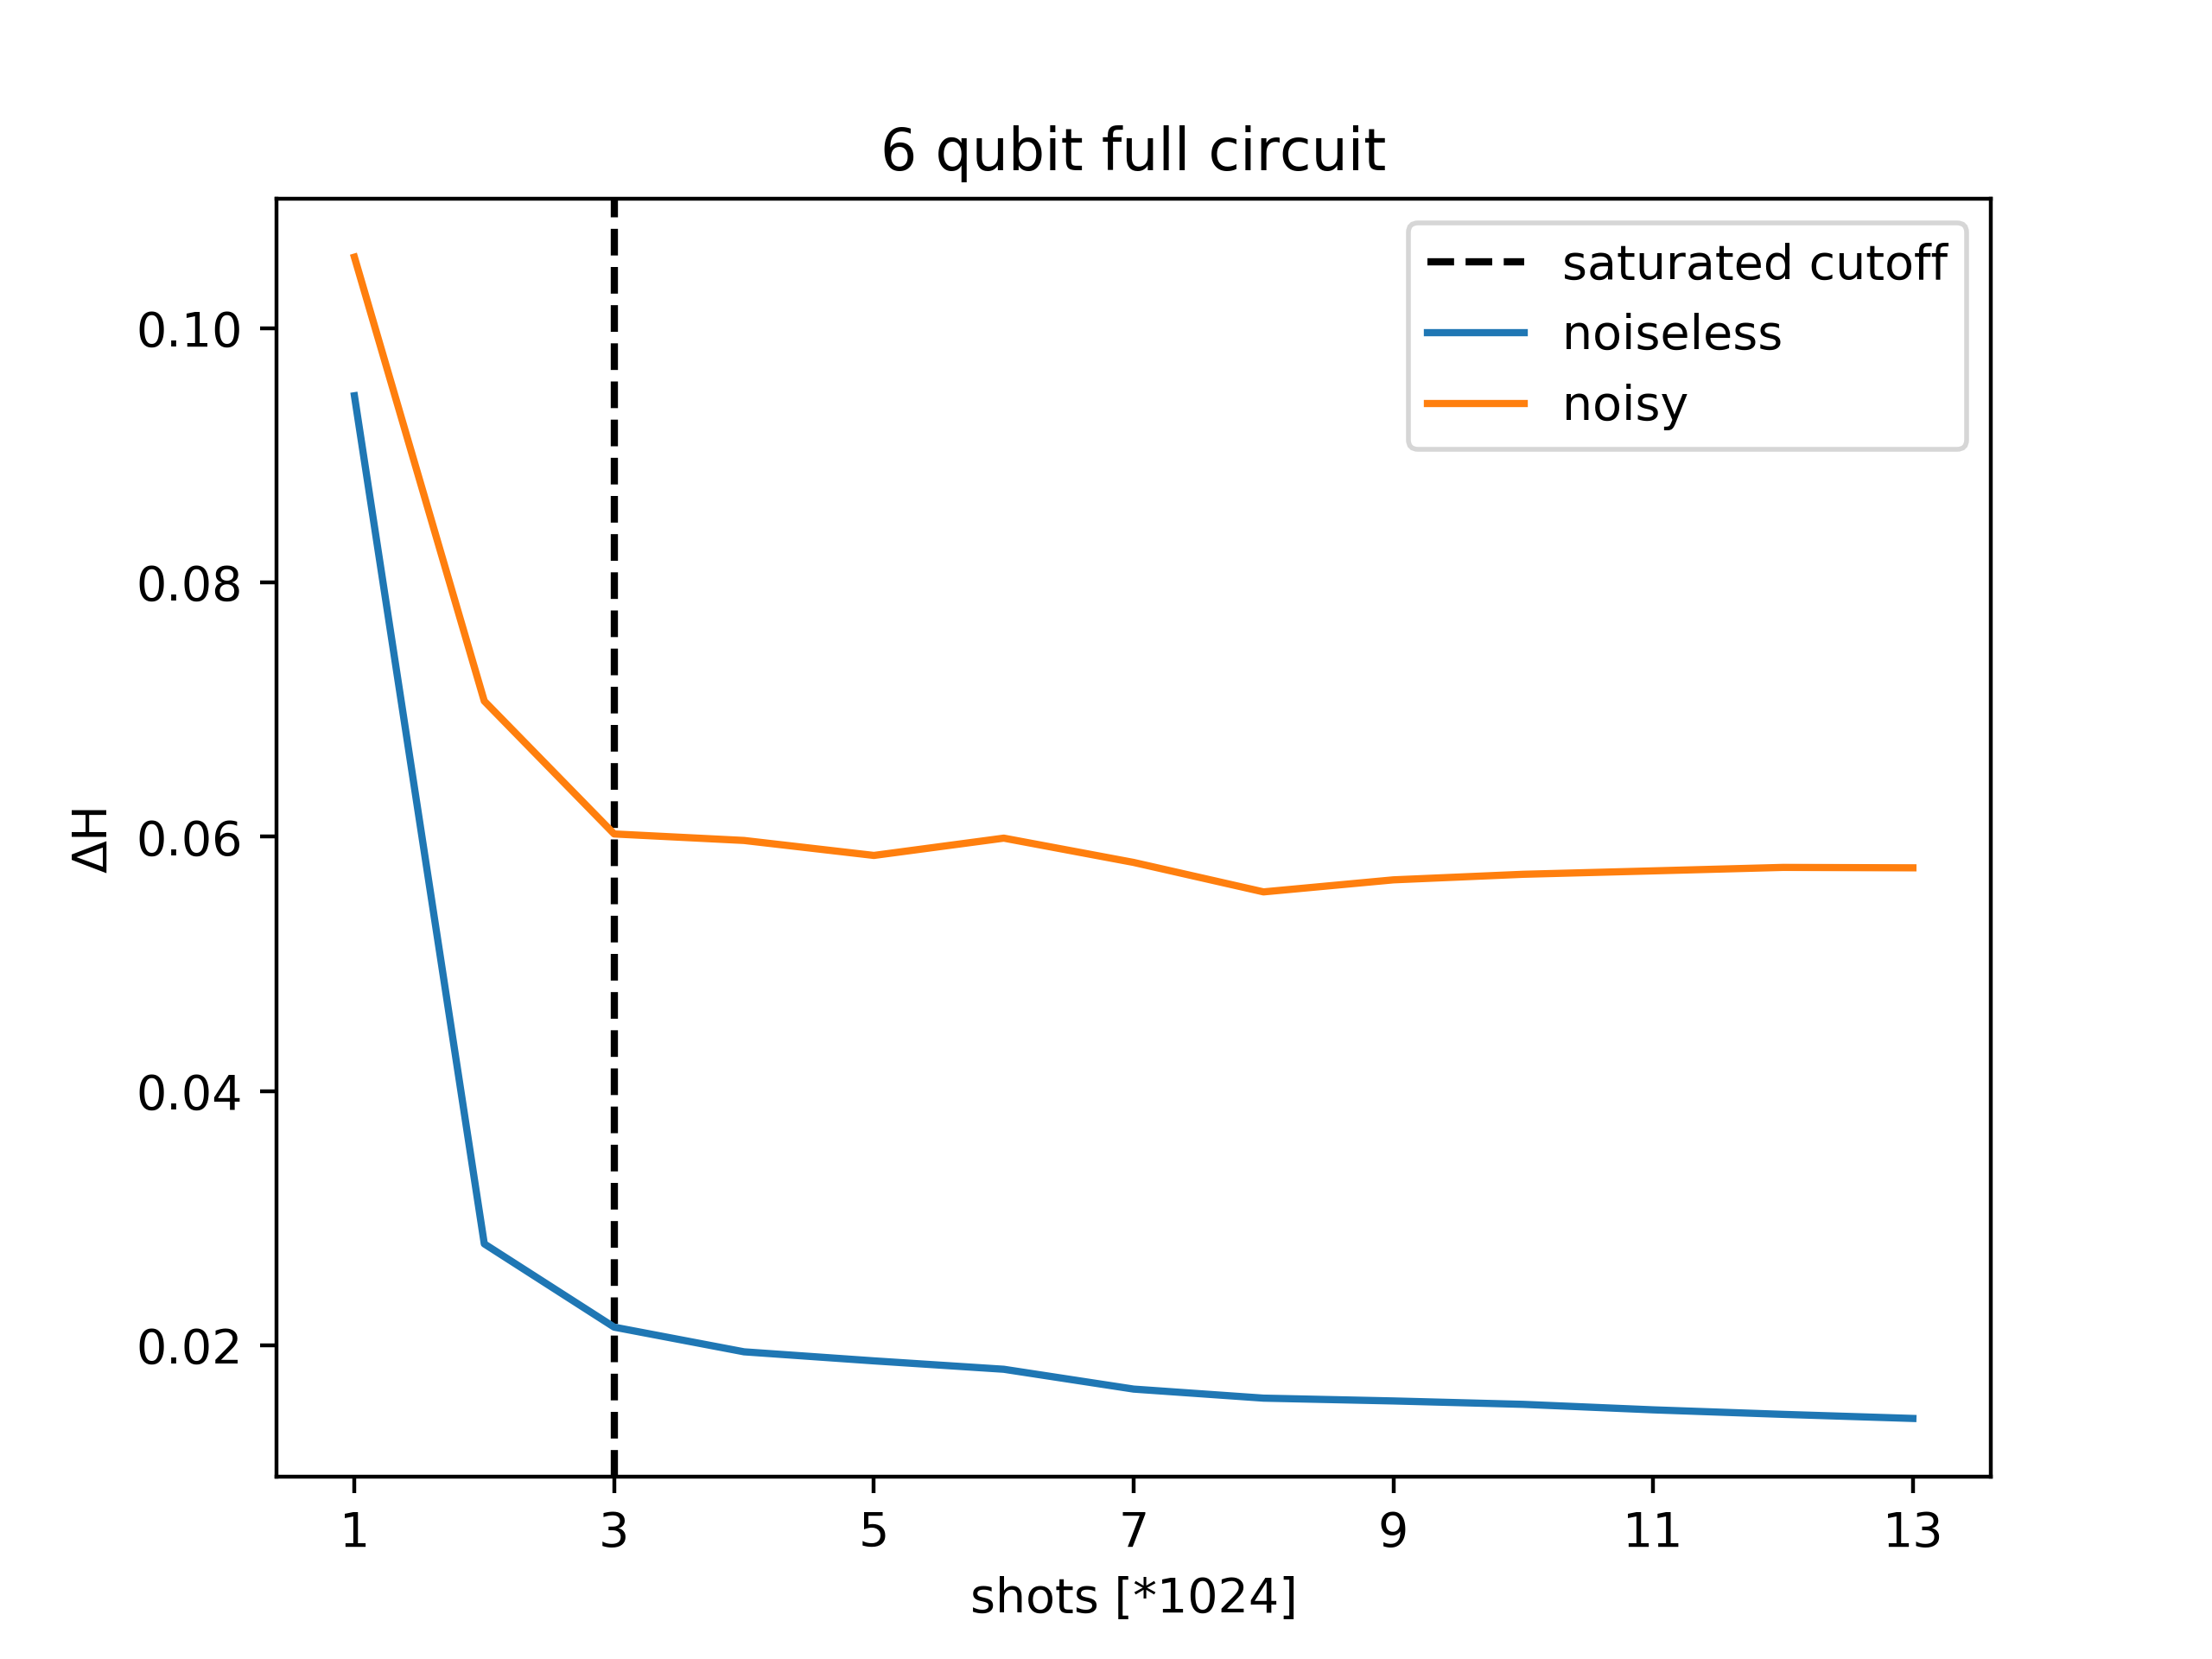 6 qubit full circuit
saturated cutoff
noiseless
noisy
0.10
0.08
0.06
0.04
0.02
ΔH
1 3 5 7 9 11 13
shots [*1024]